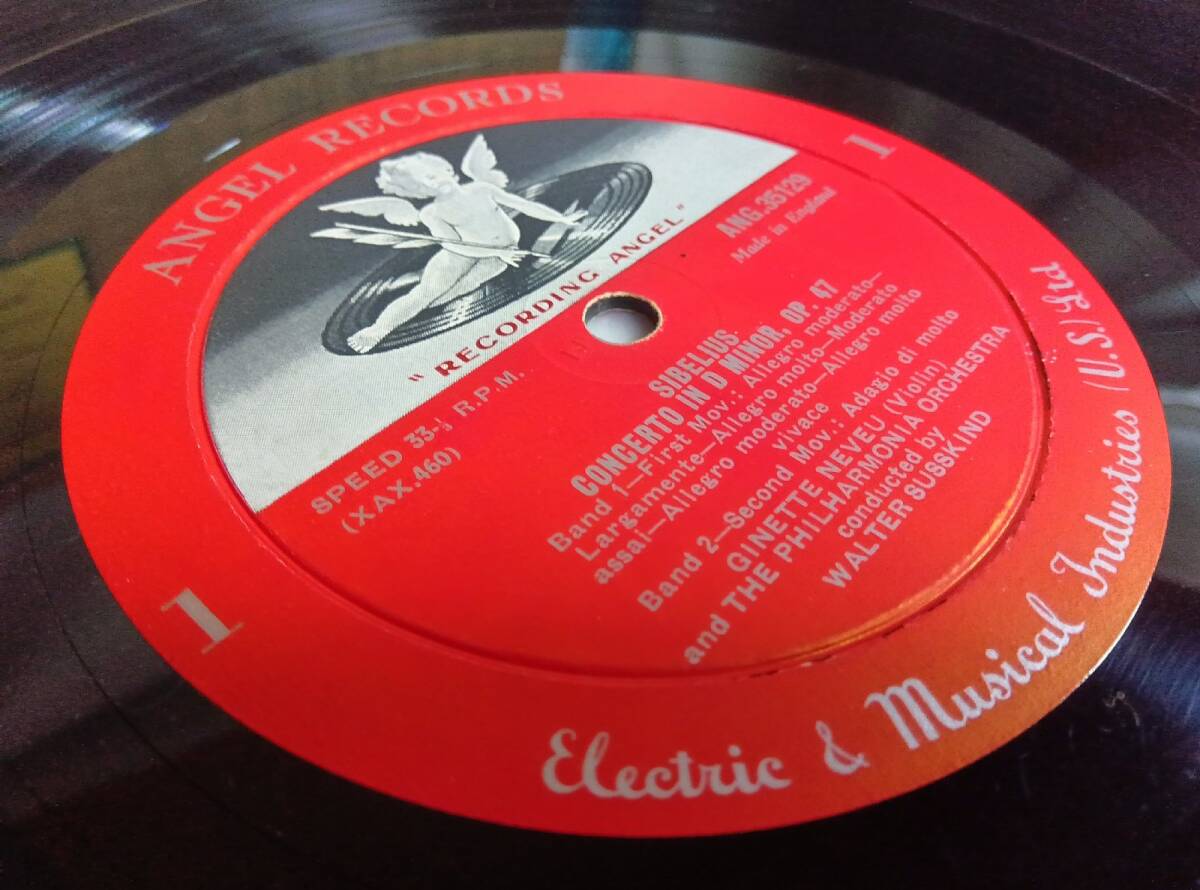 ANGEL RECORDS
1
1
"RECORDING ANGEL"
ANG.35129
Made in England
SPEED 33-⅓ R.P.M.
(XAX.460)
SIBELIUS:
CONCERTO IN D MINOR, OP. 47
Band 1—First Mov.: Allegro moderato—
Largamente—Allegro molto—Moderato
assai—Allegro moderato—Allegro molto
vivace
Band 2—Second Mov.: Adagio di molto
GINETTE NEVEU (Violin)
and THE PHILHARMONIA ORCHESTRA
conducted by
WALTER SUSSKIND
Electric & Musical Industries (U.S.) Ltd